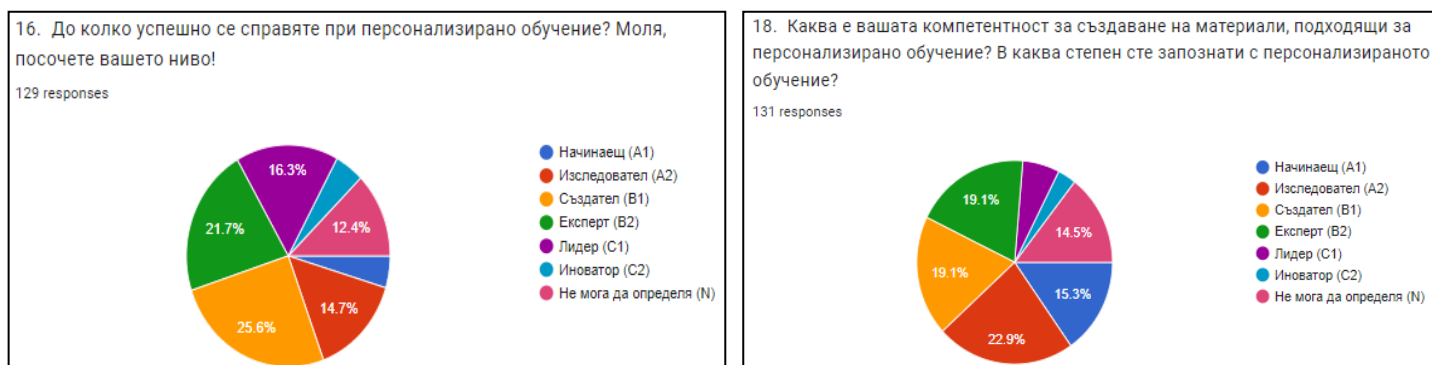 16. До колко успешно се справяте при персонализирано обучение? Моля,
посочете вашето ниво!
129 responses
16.3%
21.7%
12.4%
14.7%
25.6%
Начинаещ (A1)
Изследовател (A2)
Създател (B1)
Експерт (B2)
Лидер (C1)
Иноватор (C2)
Не мога да определя (N)
18. Каква е вашата компетентност за създаване на материали, подходящи за
персонализирано обучение? В каква степен сте запознати с персонализираното
обучение?
131 responses
19.1%
14.5%
19.1%
15.3%
22.9%
Начинаещ (A1)
Изследовател (A2)
Създател (B1)
Експерт (B2)
Лидер (C1)
Иноватор (C2)
Не мога да определя (N)